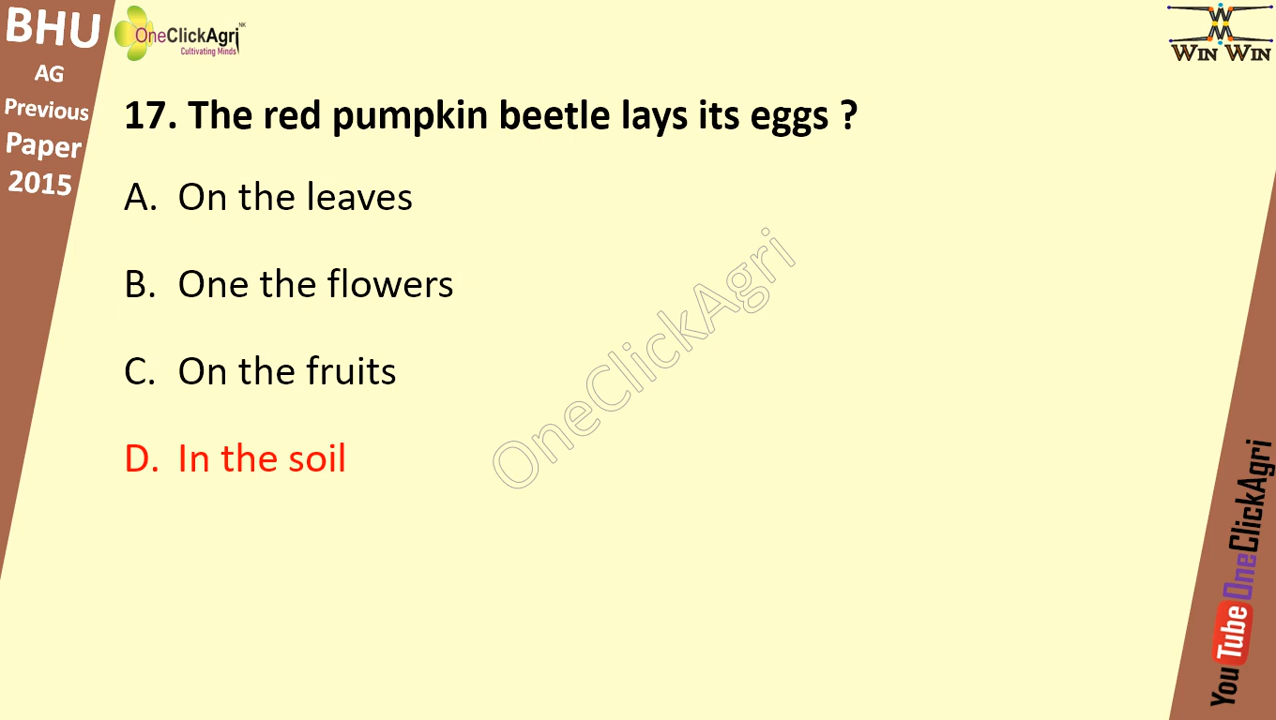 BHU
AG
Previous
Paper
2015
OneClickAgri NK
Cultivating Minds
WIN WIN
17. The red pumpkin beetle lays its eggs ?
A. On the leaves
B. One the flowers
C. On the fruits
D. In the soil
OneClickAgri
YouTube OneClickAgri